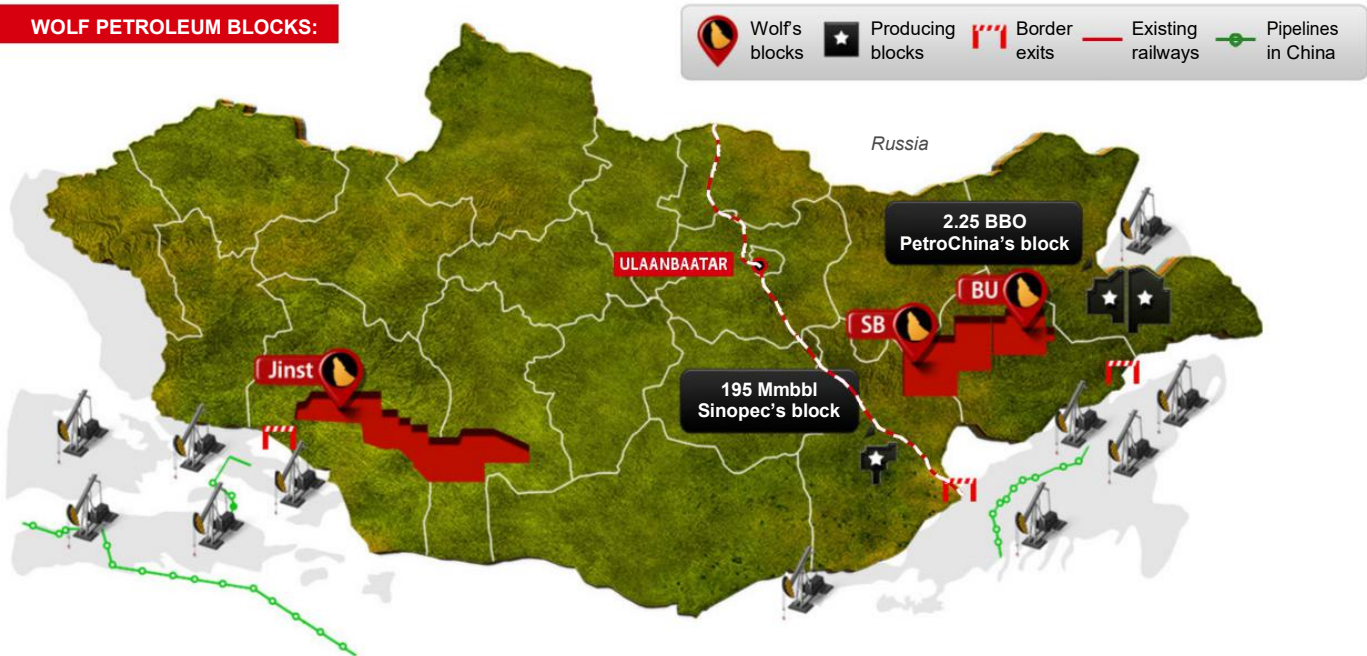 WOLF PETROLEUM BLOCKS:
Wolf's
blocks
Producing
blocks
Border
exits
Existing
railways
Pipelines
in China
Russia
2.25 BBO
PetroChina’s block
ULAANBAATAR
BU
SB
Jinst
195 Mmbbl
Sinopec’s block